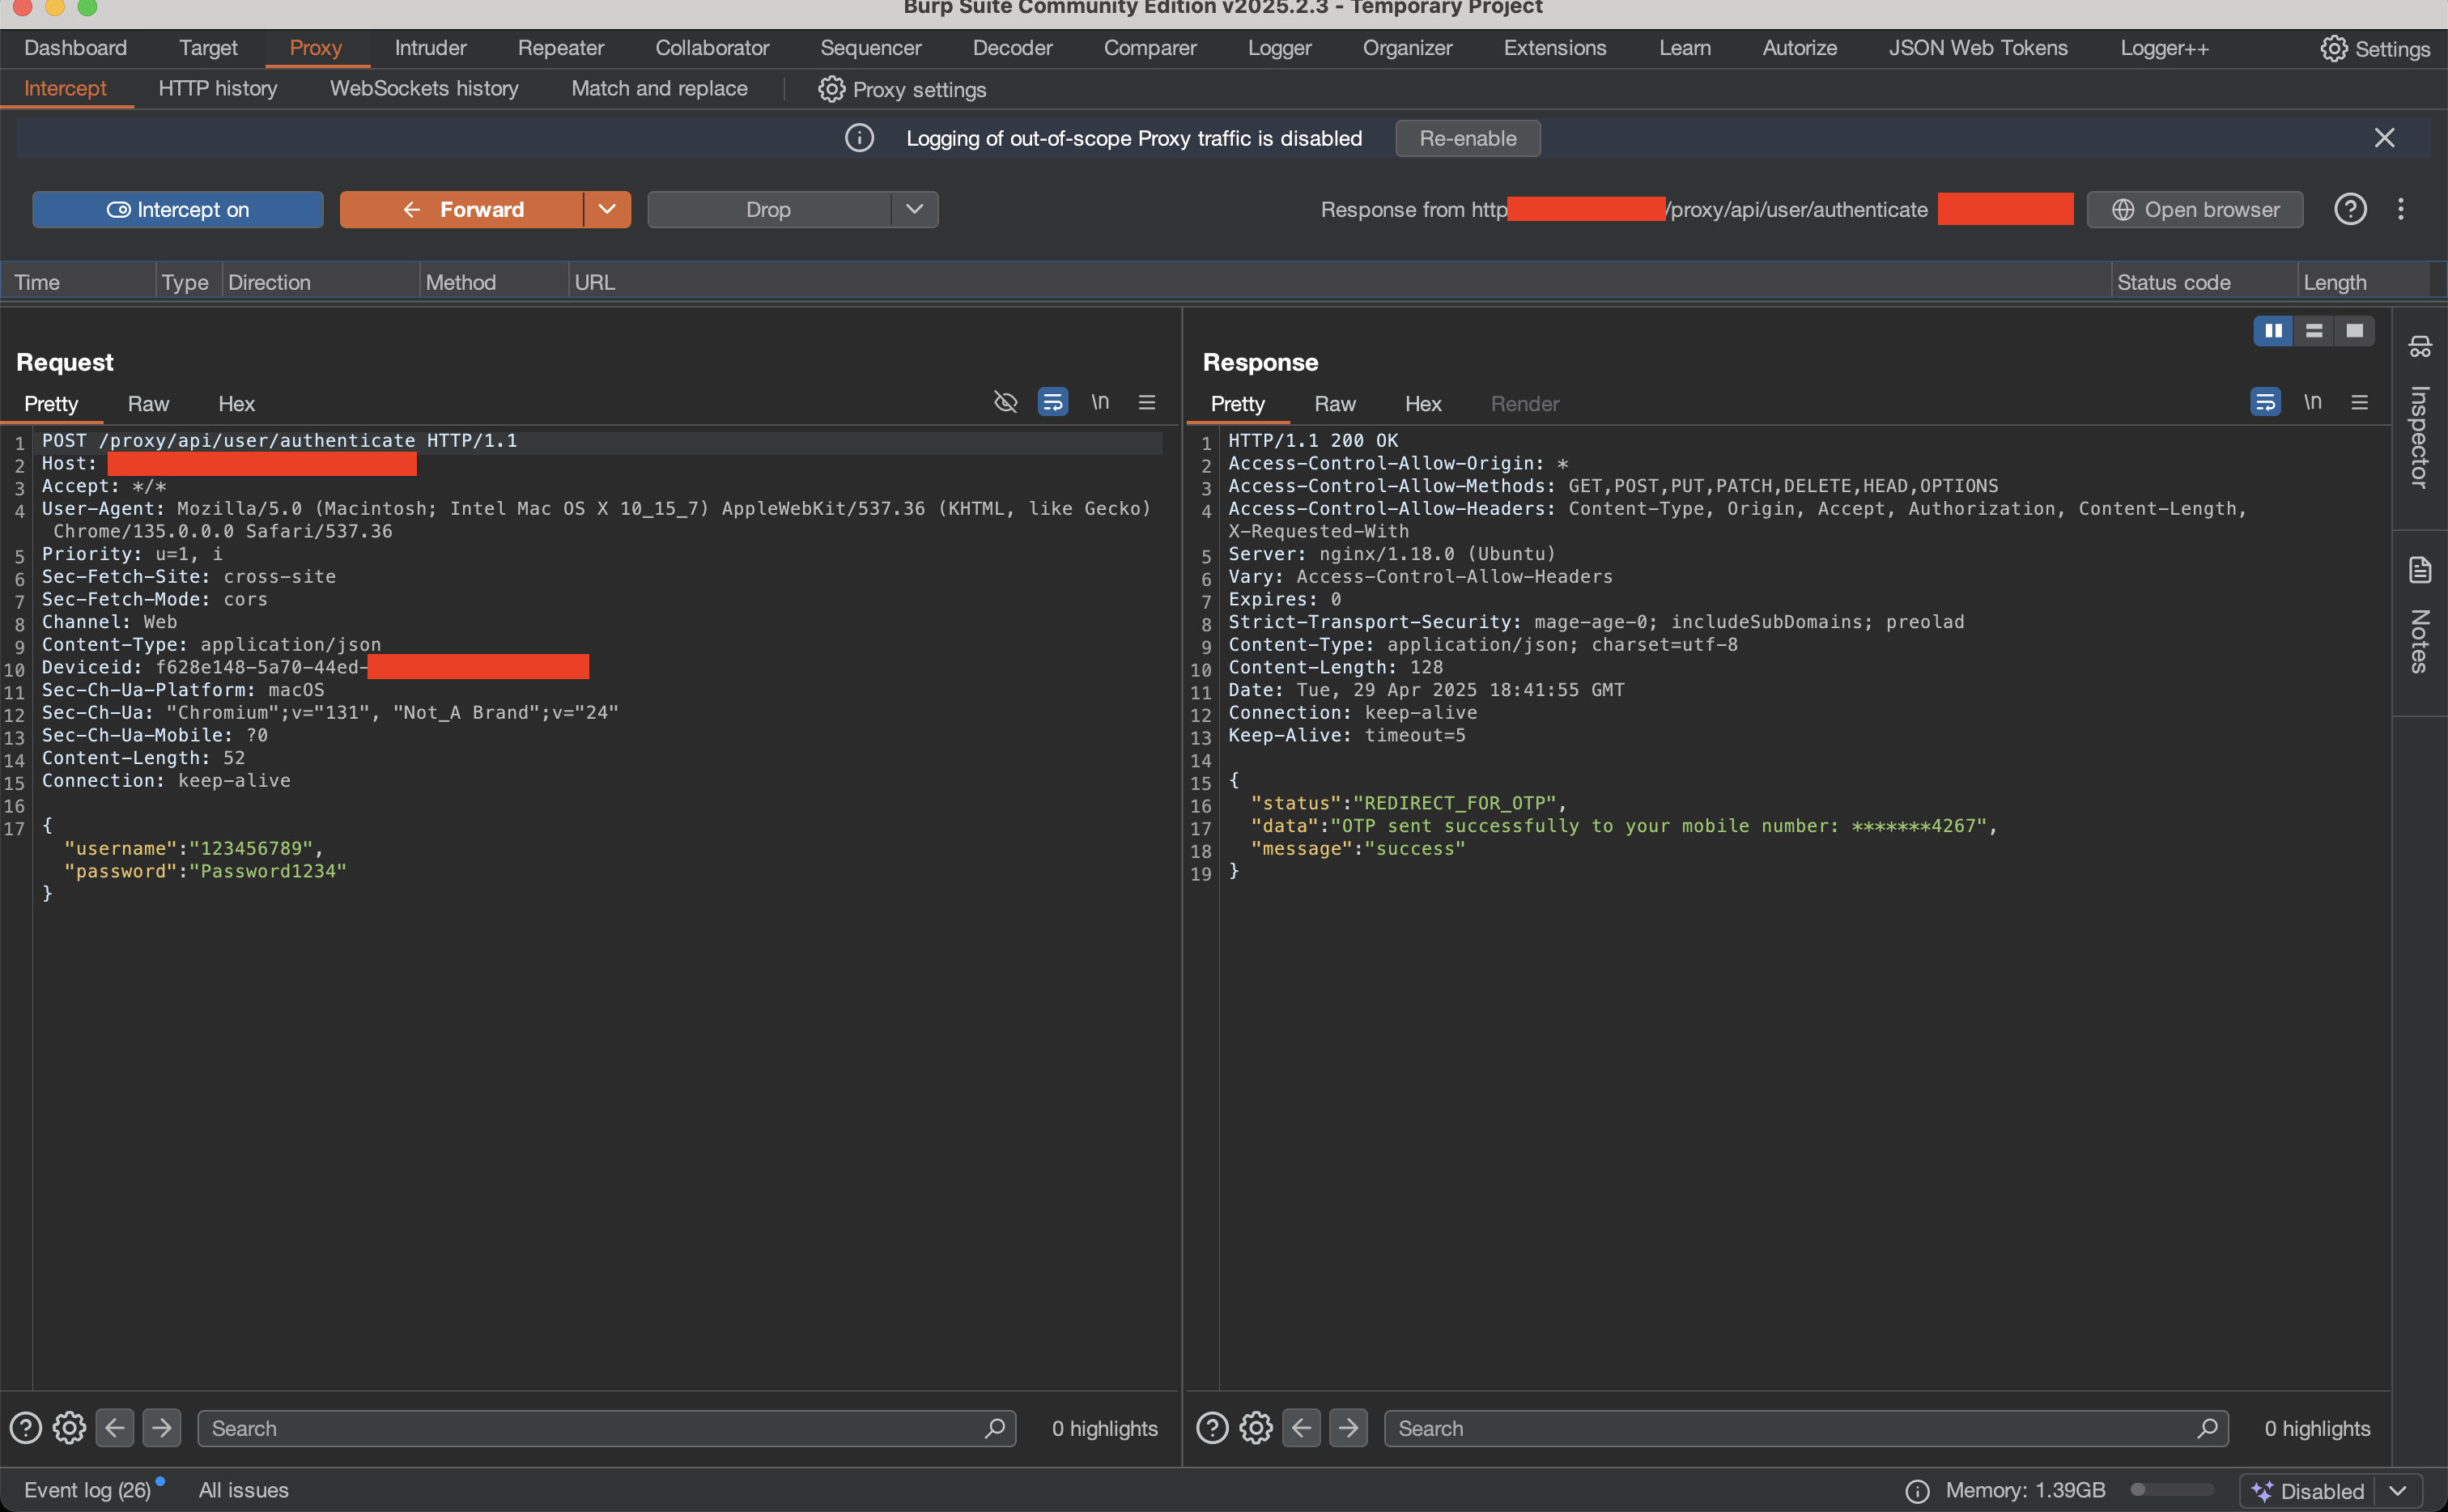 Burp Suite Community Edition v2025.2.3 - Temporary Project
Dashboard Target Proxy Intruder Repeater Collaborator Sequencer Decoder Comparer Logger Organizer Extensions Learn Autorize JSON Web Tokens Logger++ Settings
Intercept HTTP history WebSockets history Match and replace Proxy settings
Logging of out-of-scope Proxy traffic is disabled Re-enable
Intercept on Forward Drop Response from http /proxy/api/user/authenticate Open browser
Time Type Direction Method URL Status code Length
Request
Pretty Raw Hex \n
1 POST /proxy/api/user/authenticate HTTP/1.1
2 Host:
3 Accept: */*
4 User-Agent: Mozilla/5.0 (Macintosh; Intel Mac OS X 10_15_7) AppleWebKit/537.36 (KHTML, like Gecko)
Chrome/135.0.0.0 Safari/537.36
5 Priority: u=1, i
6 Sec-Fetch-Site: cross-site
7 Sec-Fetch-Mode: cors
8 Channel: Web
9 Content-Type: application/json
10 Deviceid: f628e148-5a70-44ed-
11 Sec-Ch-Ua-Platform: macOS
12 Sec-Ch-Ua: "Chromium";v="131", "Not_A Brand";v="24"
13 Sec-Ch-Ua-Mobile: ?0
14 Content-Length: 52
15 Connection: keep-alive
16
17 {
"username":"123456789",
"password":"Password1234"
}
Search 0 highlights
Response
Pretty Raw Hex Render \n
1 HTTP/1.1 200 OK
2 Access-Control-Allow-Origin: *
3 Access-Control-Allow-Methods: GET,POST,PUT,PATCH,DELETE,HEAD,OPTIONS
4 Access-Control-Allow-Headers: Content-Type, Origin, Accept, Authorization, Content-Length,
X-Requested-With
5 Server: nginx/1.18.0 (Ubuntu)
6 Vary: Access-Control-Allow-Headers
7 Expires: 0
8 Strict-Transport-Security: mage-age-0; includeSubDomains; preolad
9 Content-Type: application/json; charset=utf-8
10 Content-Length: 128
11 Date: Tue, 29 Apr 2025 18:41:55 GMT
12 Connection: keep-alive
13 Keep-Alive: timeout=5
14
15 {
16 "status":"REDIRECT_FOR_OTP",
17 "data":"OTP sent successfully to your mobile number: *******4267",
18 "message":"success"
19 }
Search 0 highlights
Inspector
Notes
Event log (26) All issues Memory: 1.39GB Disabled